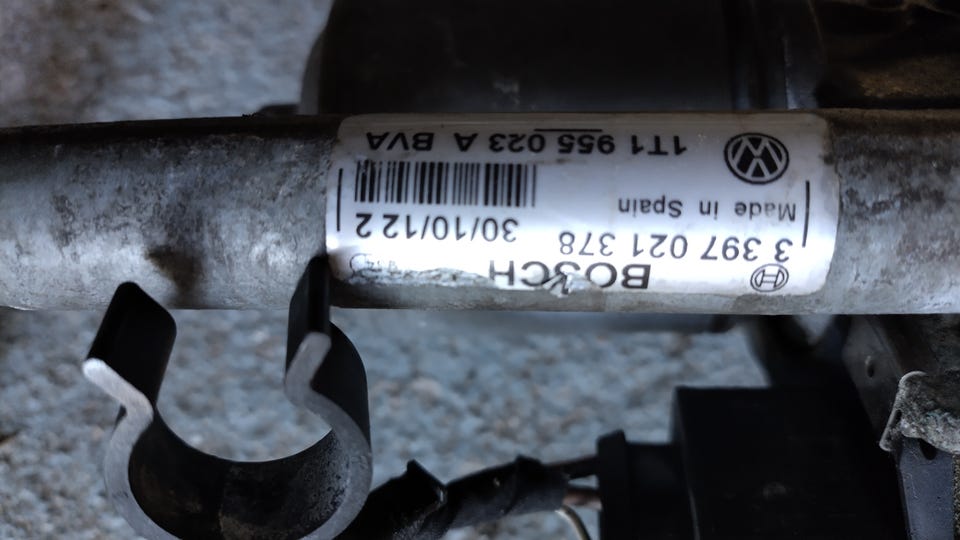 BOSCH
3 397 021 378 30/10/12 2
Made in Spain
1T1 955 023 A BVA